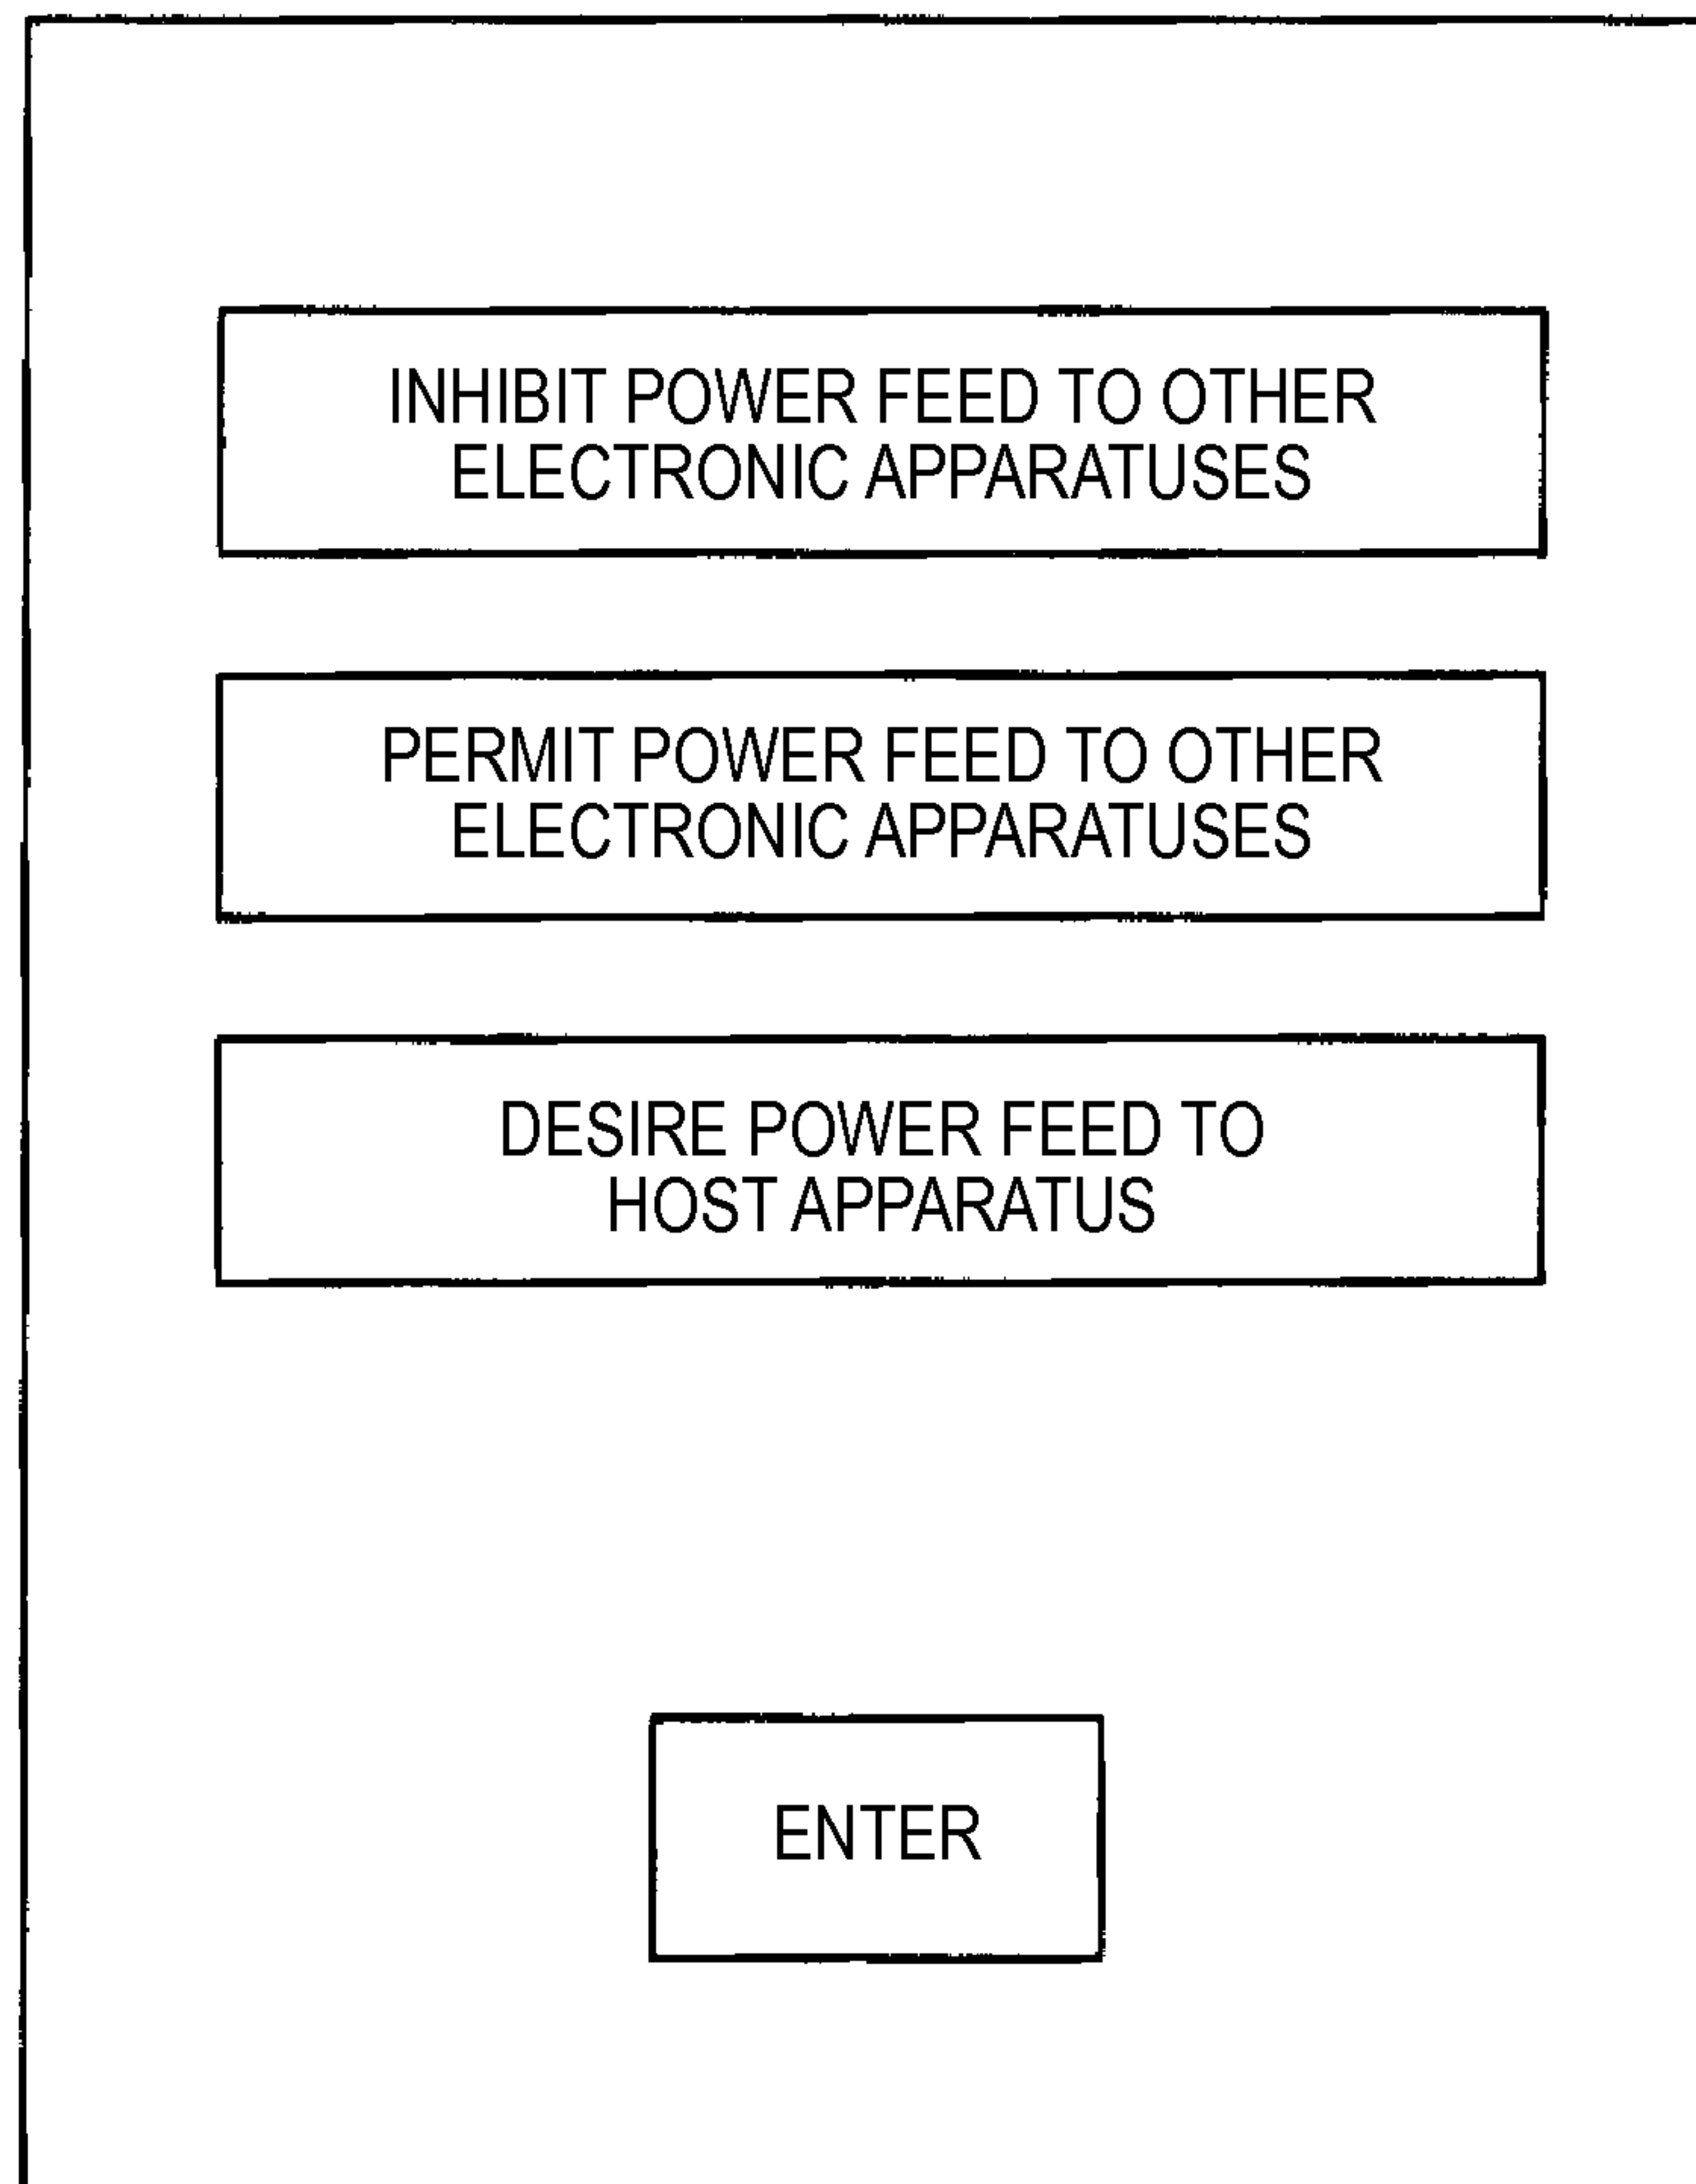 INHIBIT POWER FEED TO OTHER
ELECTRONIC APPARATUSES
PERMIT POWER FEED TO OTHER
ELECTRONIC APPARATUSES
DESIRE POWER FEED TO
HOST APPARATUS
ENTER